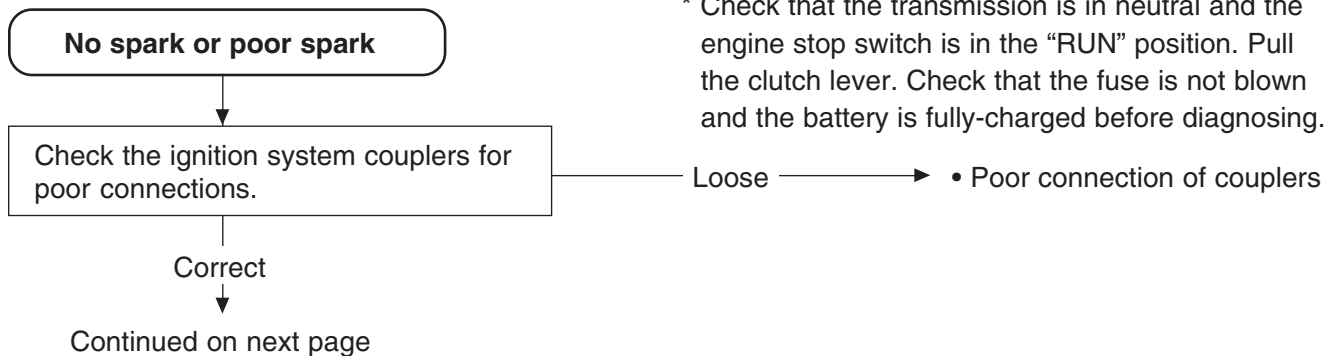 * Check that the transmission is in neutral and the
engine stop switch is in the “RUN” position. Pull
the clutch lever. Check that the fuse is not blown
and the battery is fully-charged before diagnosing.
No spark or poor spark
Check the ignition system couplers for
poor connections.
Loose
• Poor connection of couplers
Correct
Continued on next page